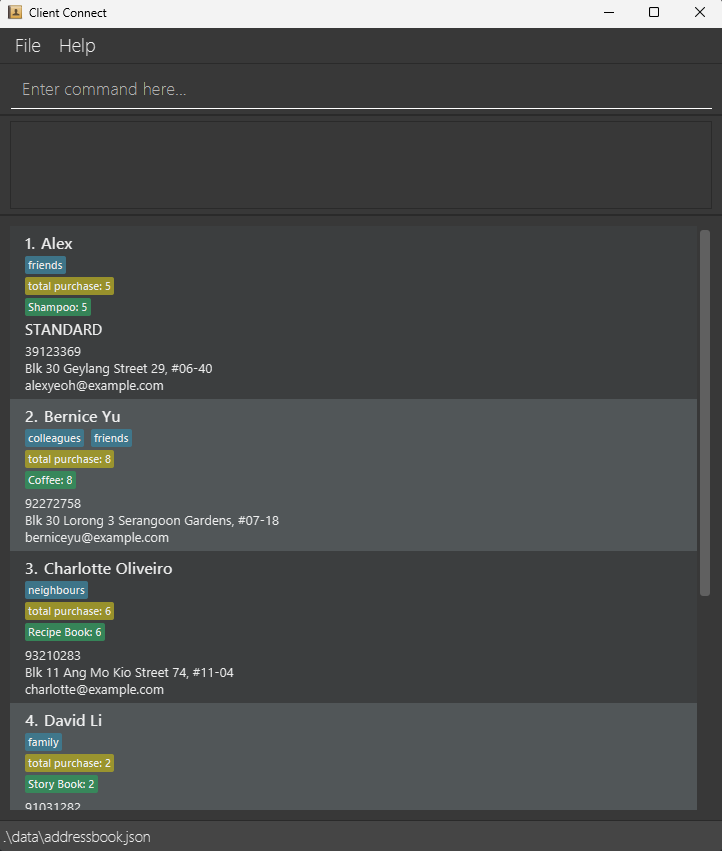 Client Connect
File Help
Enter command here...
1. Alex
friends
total purchase: 5
Shampoo: 5
STANDARD
39123369
Blk 30 Geylang Street 29, #06-40
alexyeoh@example.com
2. Bernice Yu
colleagues friends
total purchase: 8
Coffee: 8
92272758
Blk 30 Lorong 3 Serangoon Gardens, #07-18
berniceyu@example.com
3. Charlotte Oliveiro
neighbours
total purchase: 6
Recipe Book: 6
93210283
Blk 11 Ang Mo Kio Street 74, #11-04
charlotte@example.com
4. David Li
family
total purchase: 2
Story Book: 2
91031282
.\data\addressbook.json